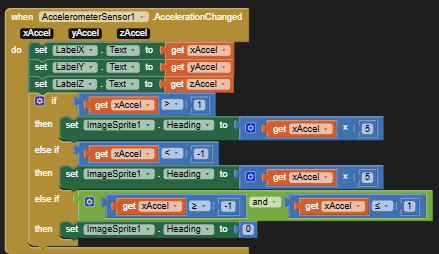 when AccelerometerSensor1 .AccelerationChanged
xAccel yAccel zAccel
do set LabelX . Text to get xAccel
set LabelY . Text to get yAccel
set LabelZ . Text to get zAccel
if get xAccel > 1
then set ImageSprite1 . Heading to get xAccel x 5
else if get xAccel < -1
then set ImageSprite1 . Heading to get xAccel x 5
else if get xAccel ≥ -1 and get xAccel ≤ 1
then set ImageSprite1 . Heading to 0